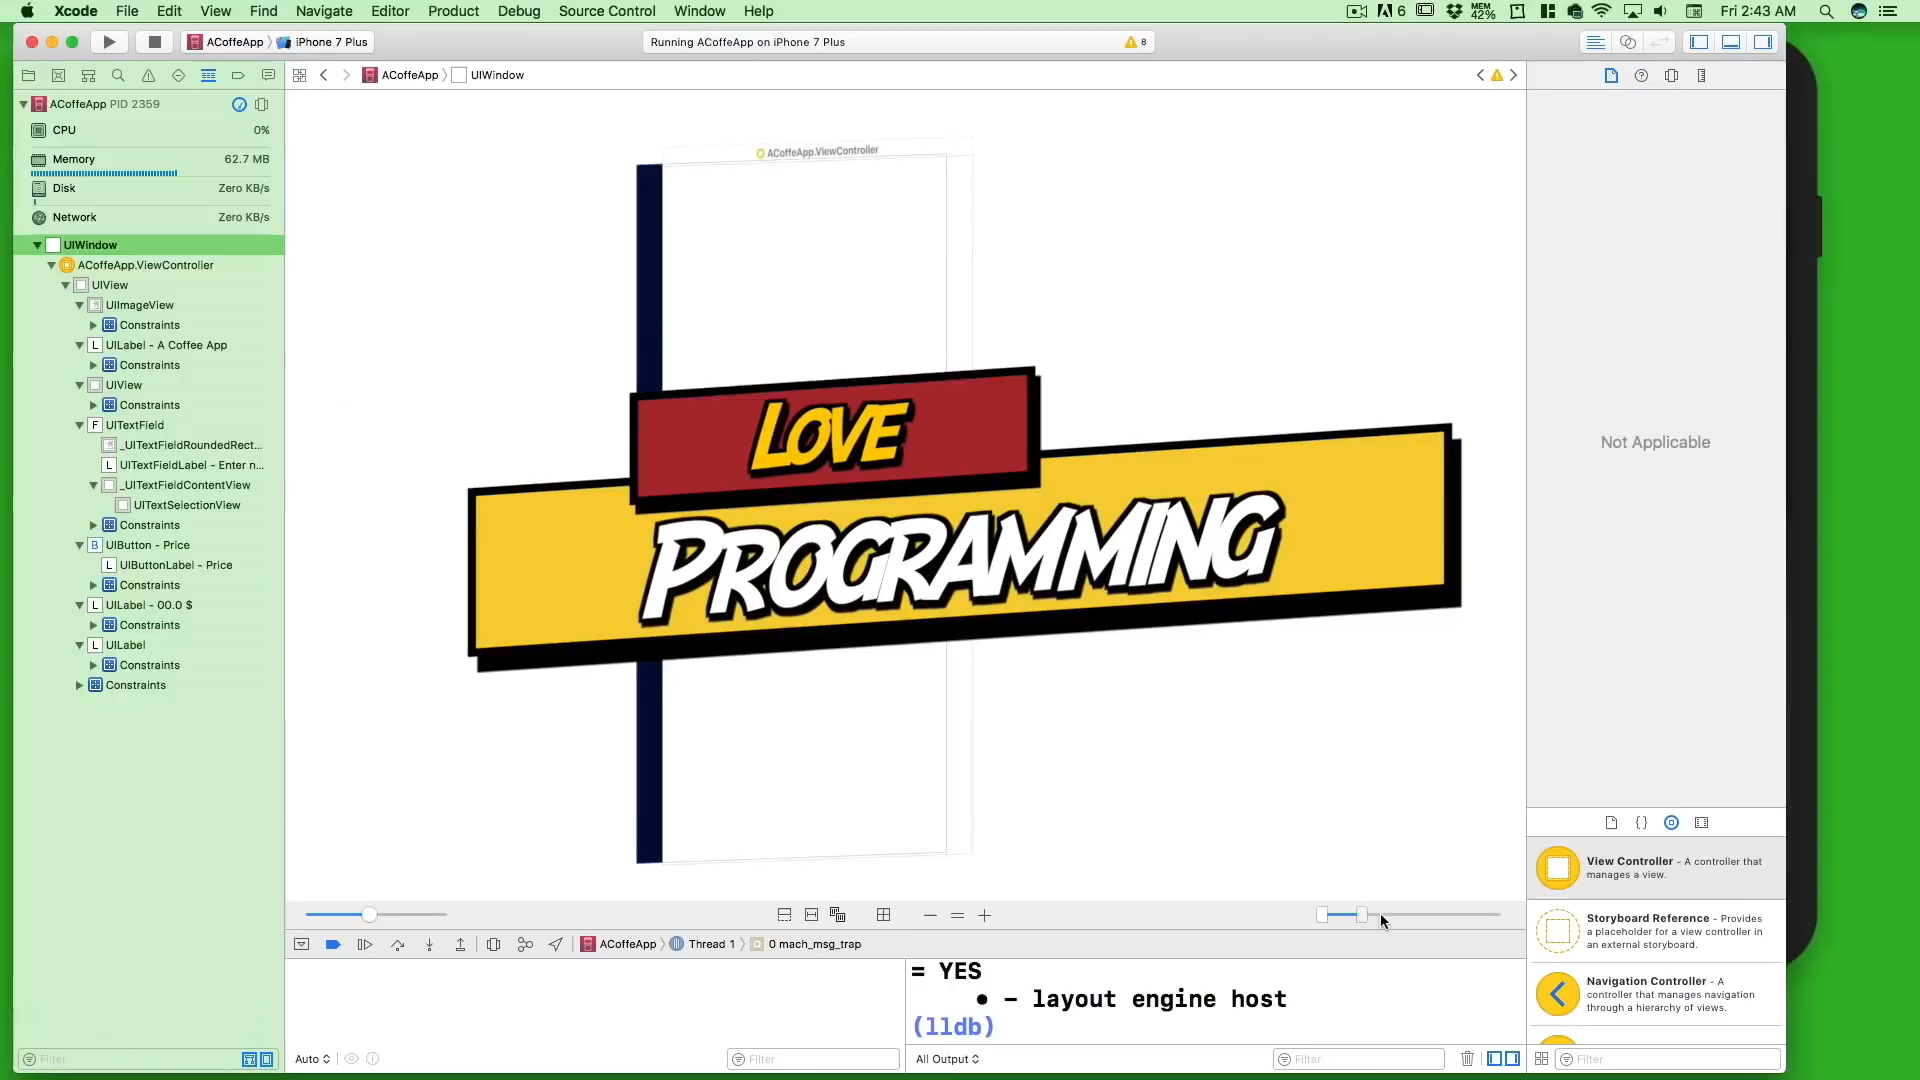 Xcode File Edit View Find Navigate Editor Product Debug Source Control Window Help
6 MEM 42% Fri 2:43 AM
ACoffeApp iPhone 7 Plus
Running ACoffeApp on iPhone 7 Plus
8
ACoffeApp UIWindow
ACoffeApp PID 2359
CPU 0%
Memory 62.7 MB
Disk Zero KB/s
Network Zero KB/s
UIWindow
ACoffeApp.ViewController
UIView
UIImageView
Constraints
L UILabel - A Coffee App
Constraints
UIView
Constraints
F UITextField
_UITextFieldRoundedRect...
L UITextFieldLabel - Enter n...
_UITextFieldContentView
UITextSelectionView
Constraints
B UIButton - Price
L UIButtonLabel - Price
Constraints
L UILabel - 00.0 $
Constraints
L UILabel
Constraints
Constraints
Filter
ACoffeApp.ViewController
LOVE
PROGRAMMING
ACoffeApp Thread 1 0 mach_msg_trap
= YES
• - layout engine host
(lldb)
Auto
Filter
All Output
Filter
Not Applicable
{}
View Controller - A controller that
manages a view.
Storyboard Reference - Provides
a placeholder for a view controller in
an external storyboard.
Navigation Controller - A
controller that manages navigation
through a hierarchy of views.
Filter